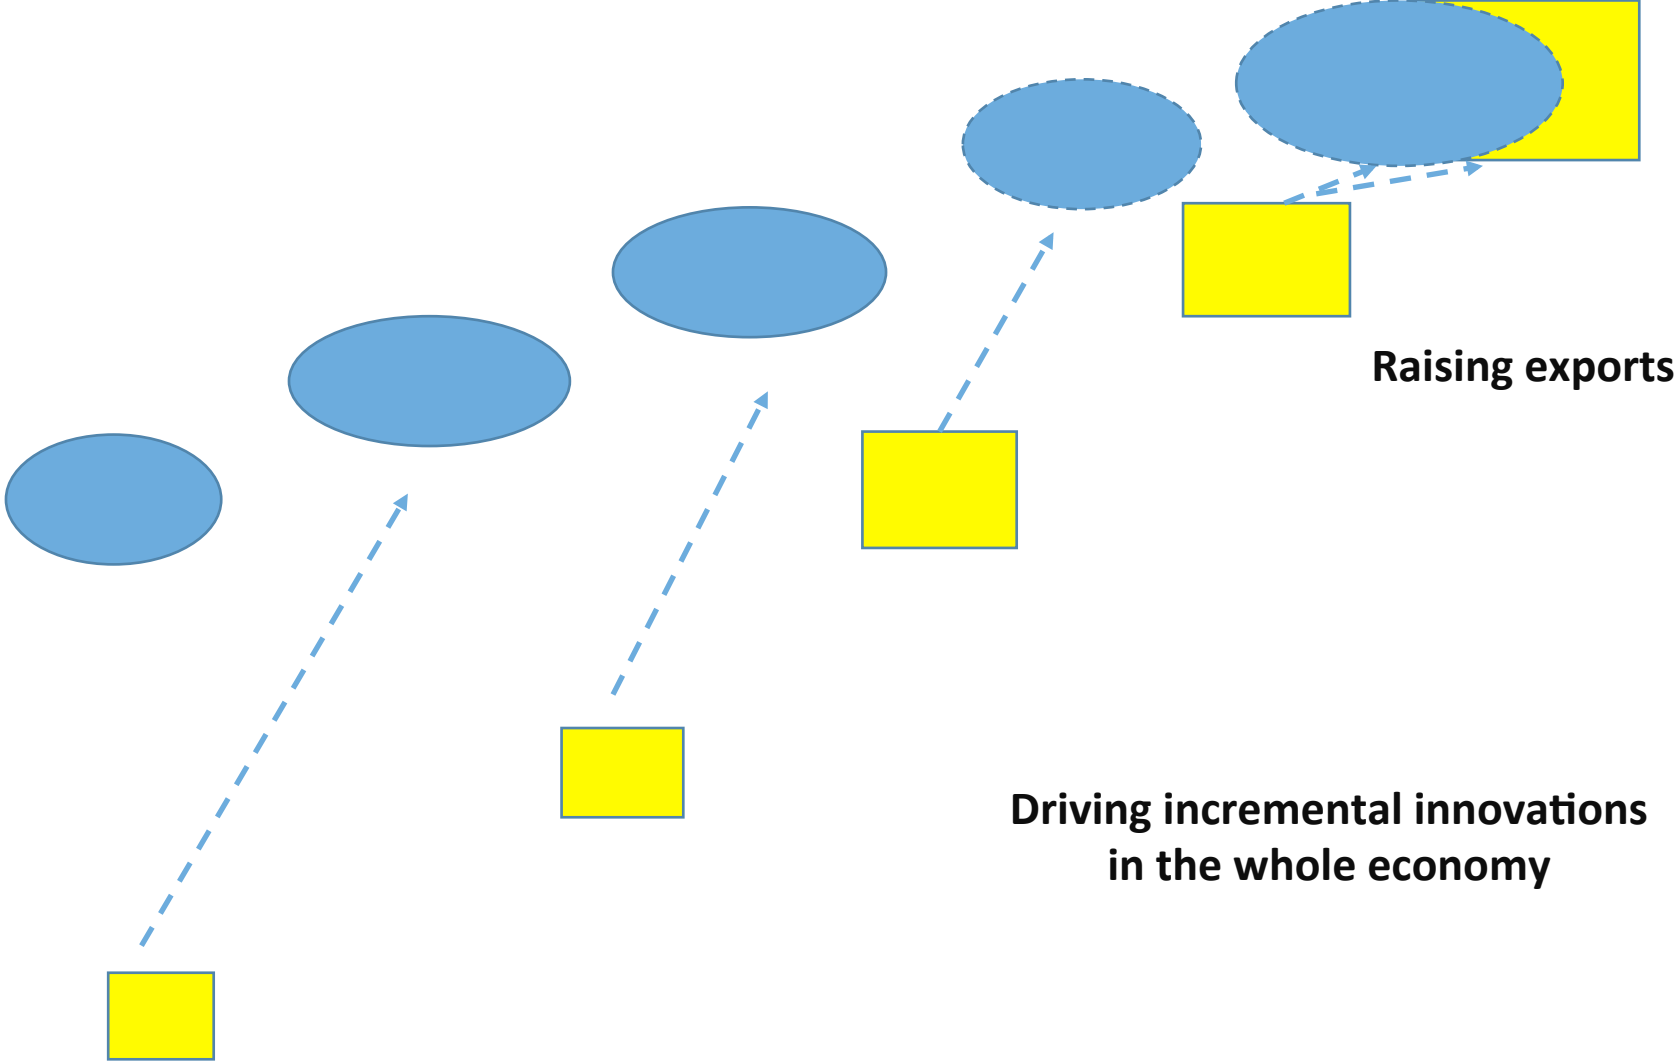 Raising exports
Driving incremental innovations
in the whole economy